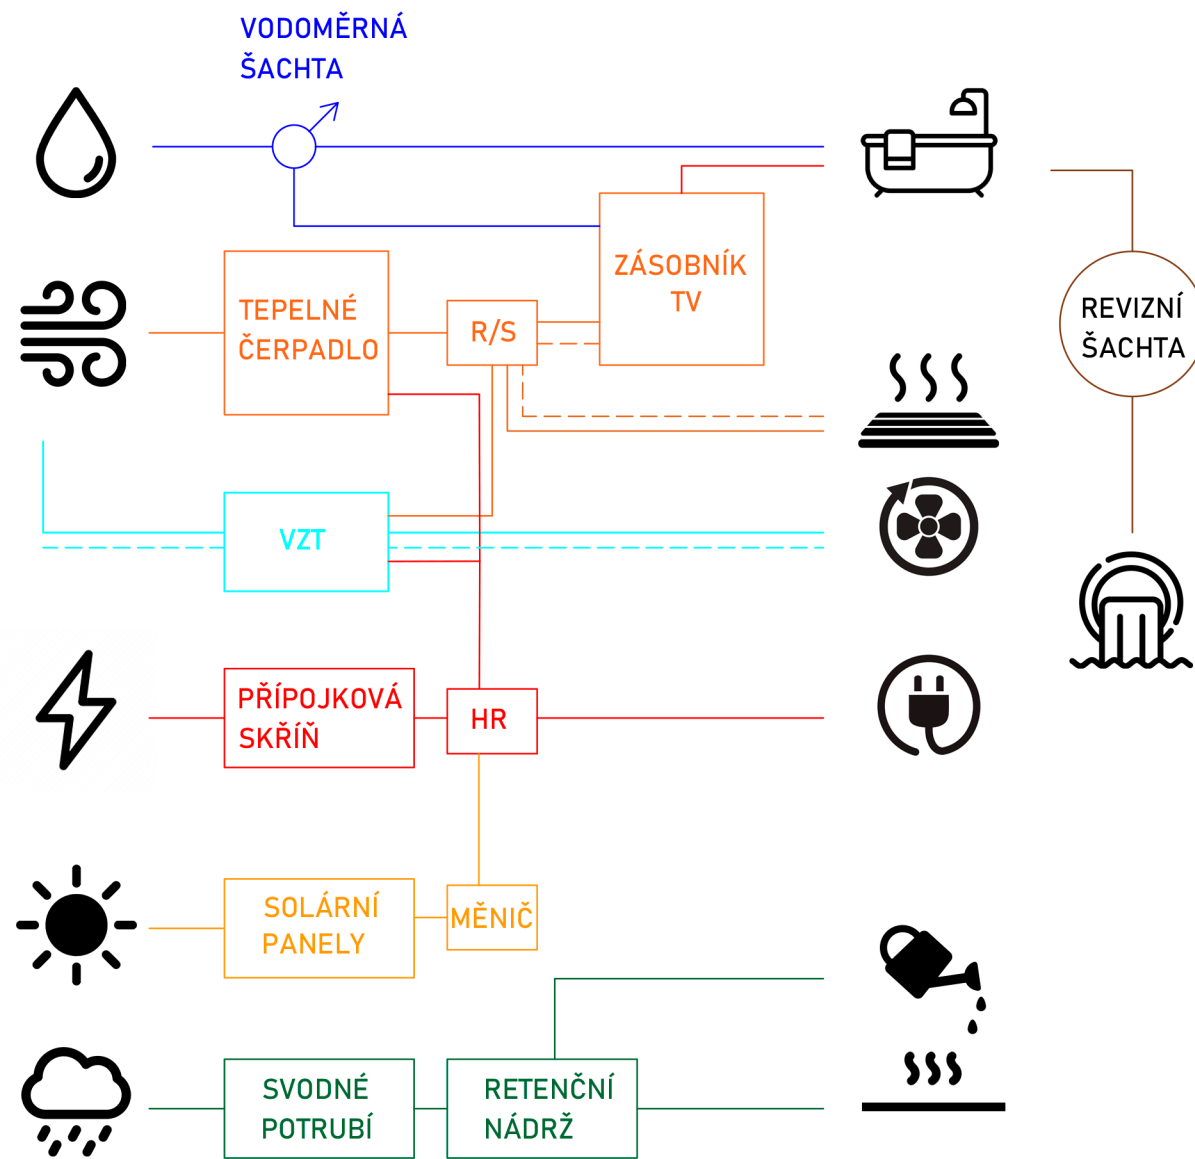 VODOMĚRNÁ
ŠACHTA
ZÁSOBNÍK
TV
TEPELNÉ
ČERPADLO
R/S
REVIZNÍ
ŠACHTA
VZT
PŘÍPOJKOVÁ
SKŘÍŇ
HR
SOLÁRNÍ
PANELY
MĚNIČ
SVODNÉ
POTRUBÍ
RETENČNÍ
NÁDRŽ